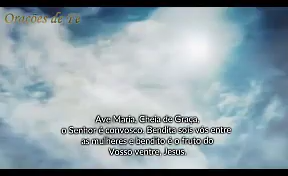 Orações de Fé
Ave Maria, Cheia de Graça,
o Senhor é convosco. Bendita sois vós entre
as mulheres e bendito é o fruto do
Vosso ventre, Jesus.